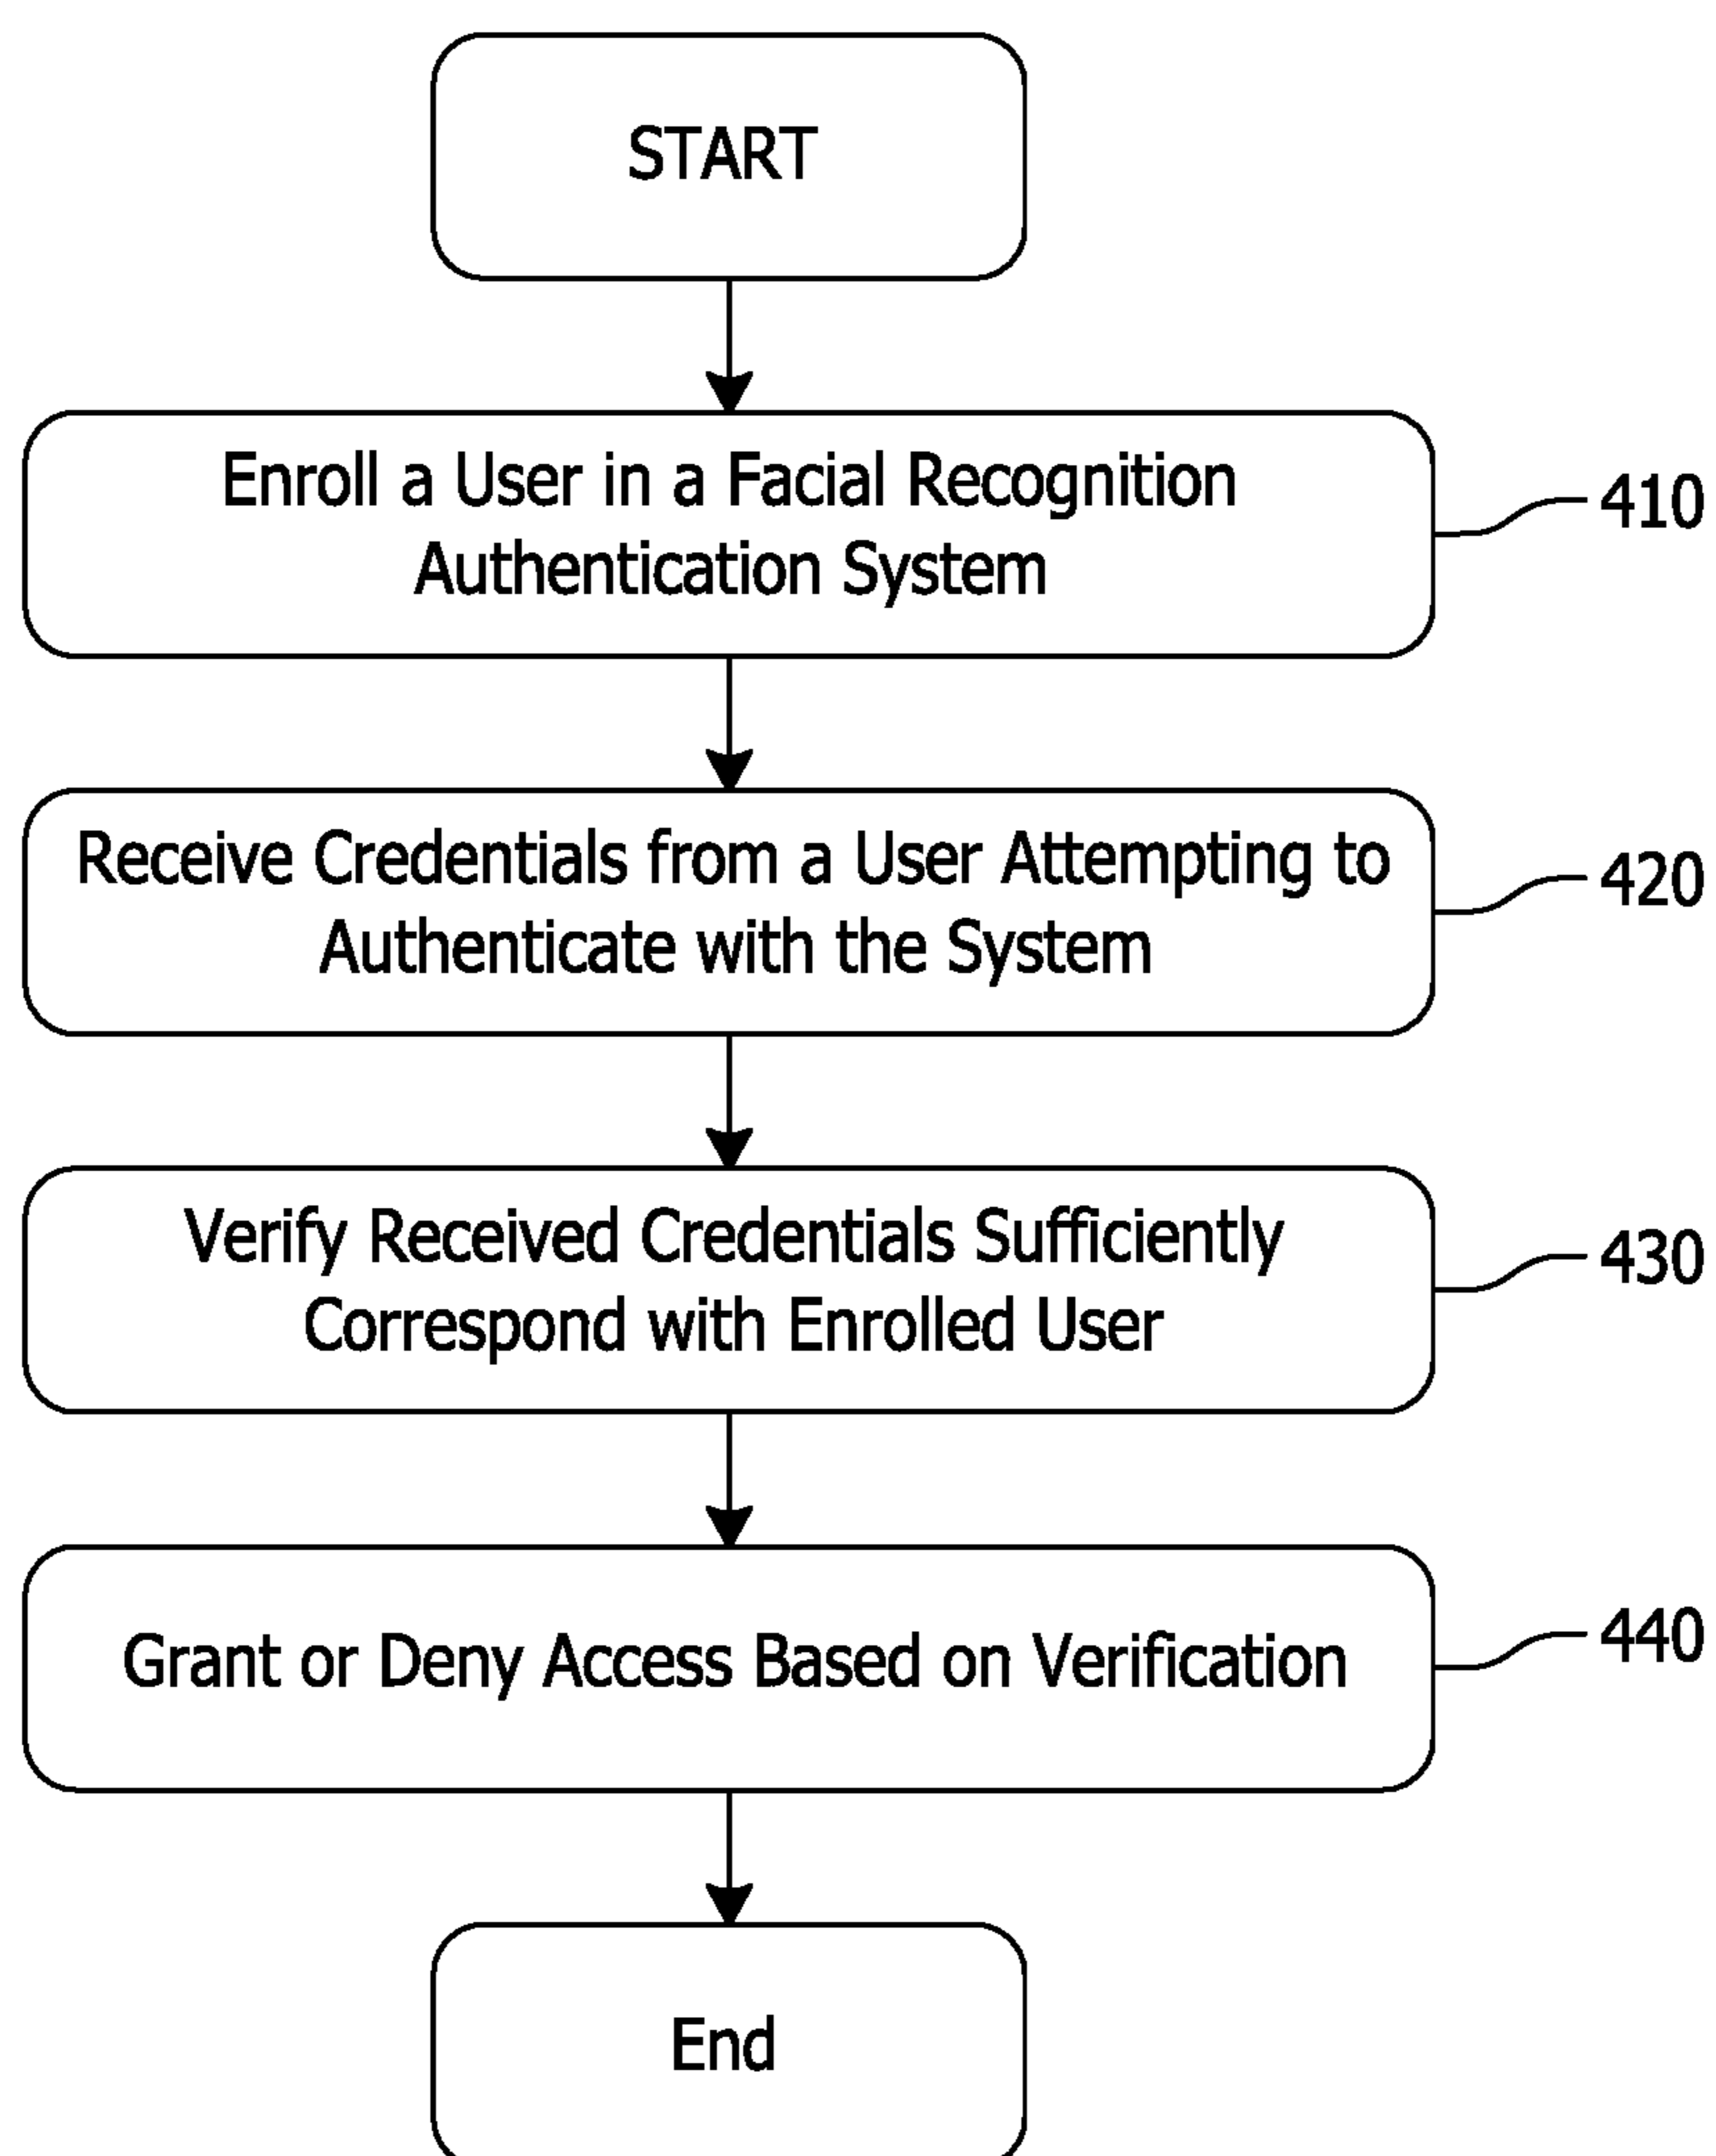 START
Enroll a User in a Facial Recognition
Authentication System
410
Receive Credentials from a User Attempting to
Authenticate with the System
420
Verify Received Credentials Sufficiently
Correspond with Enrolled User
430
Grant or Deny Access Based on Verification
440
End